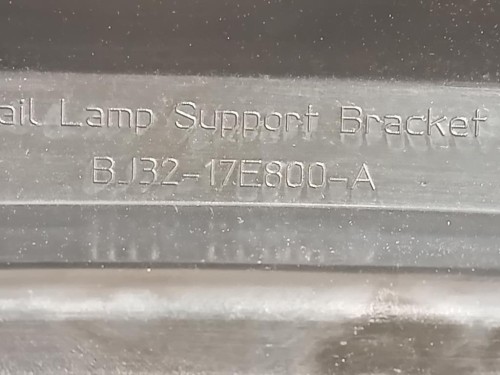 ail Lamp Support Bracket
BJ32-17E800-A